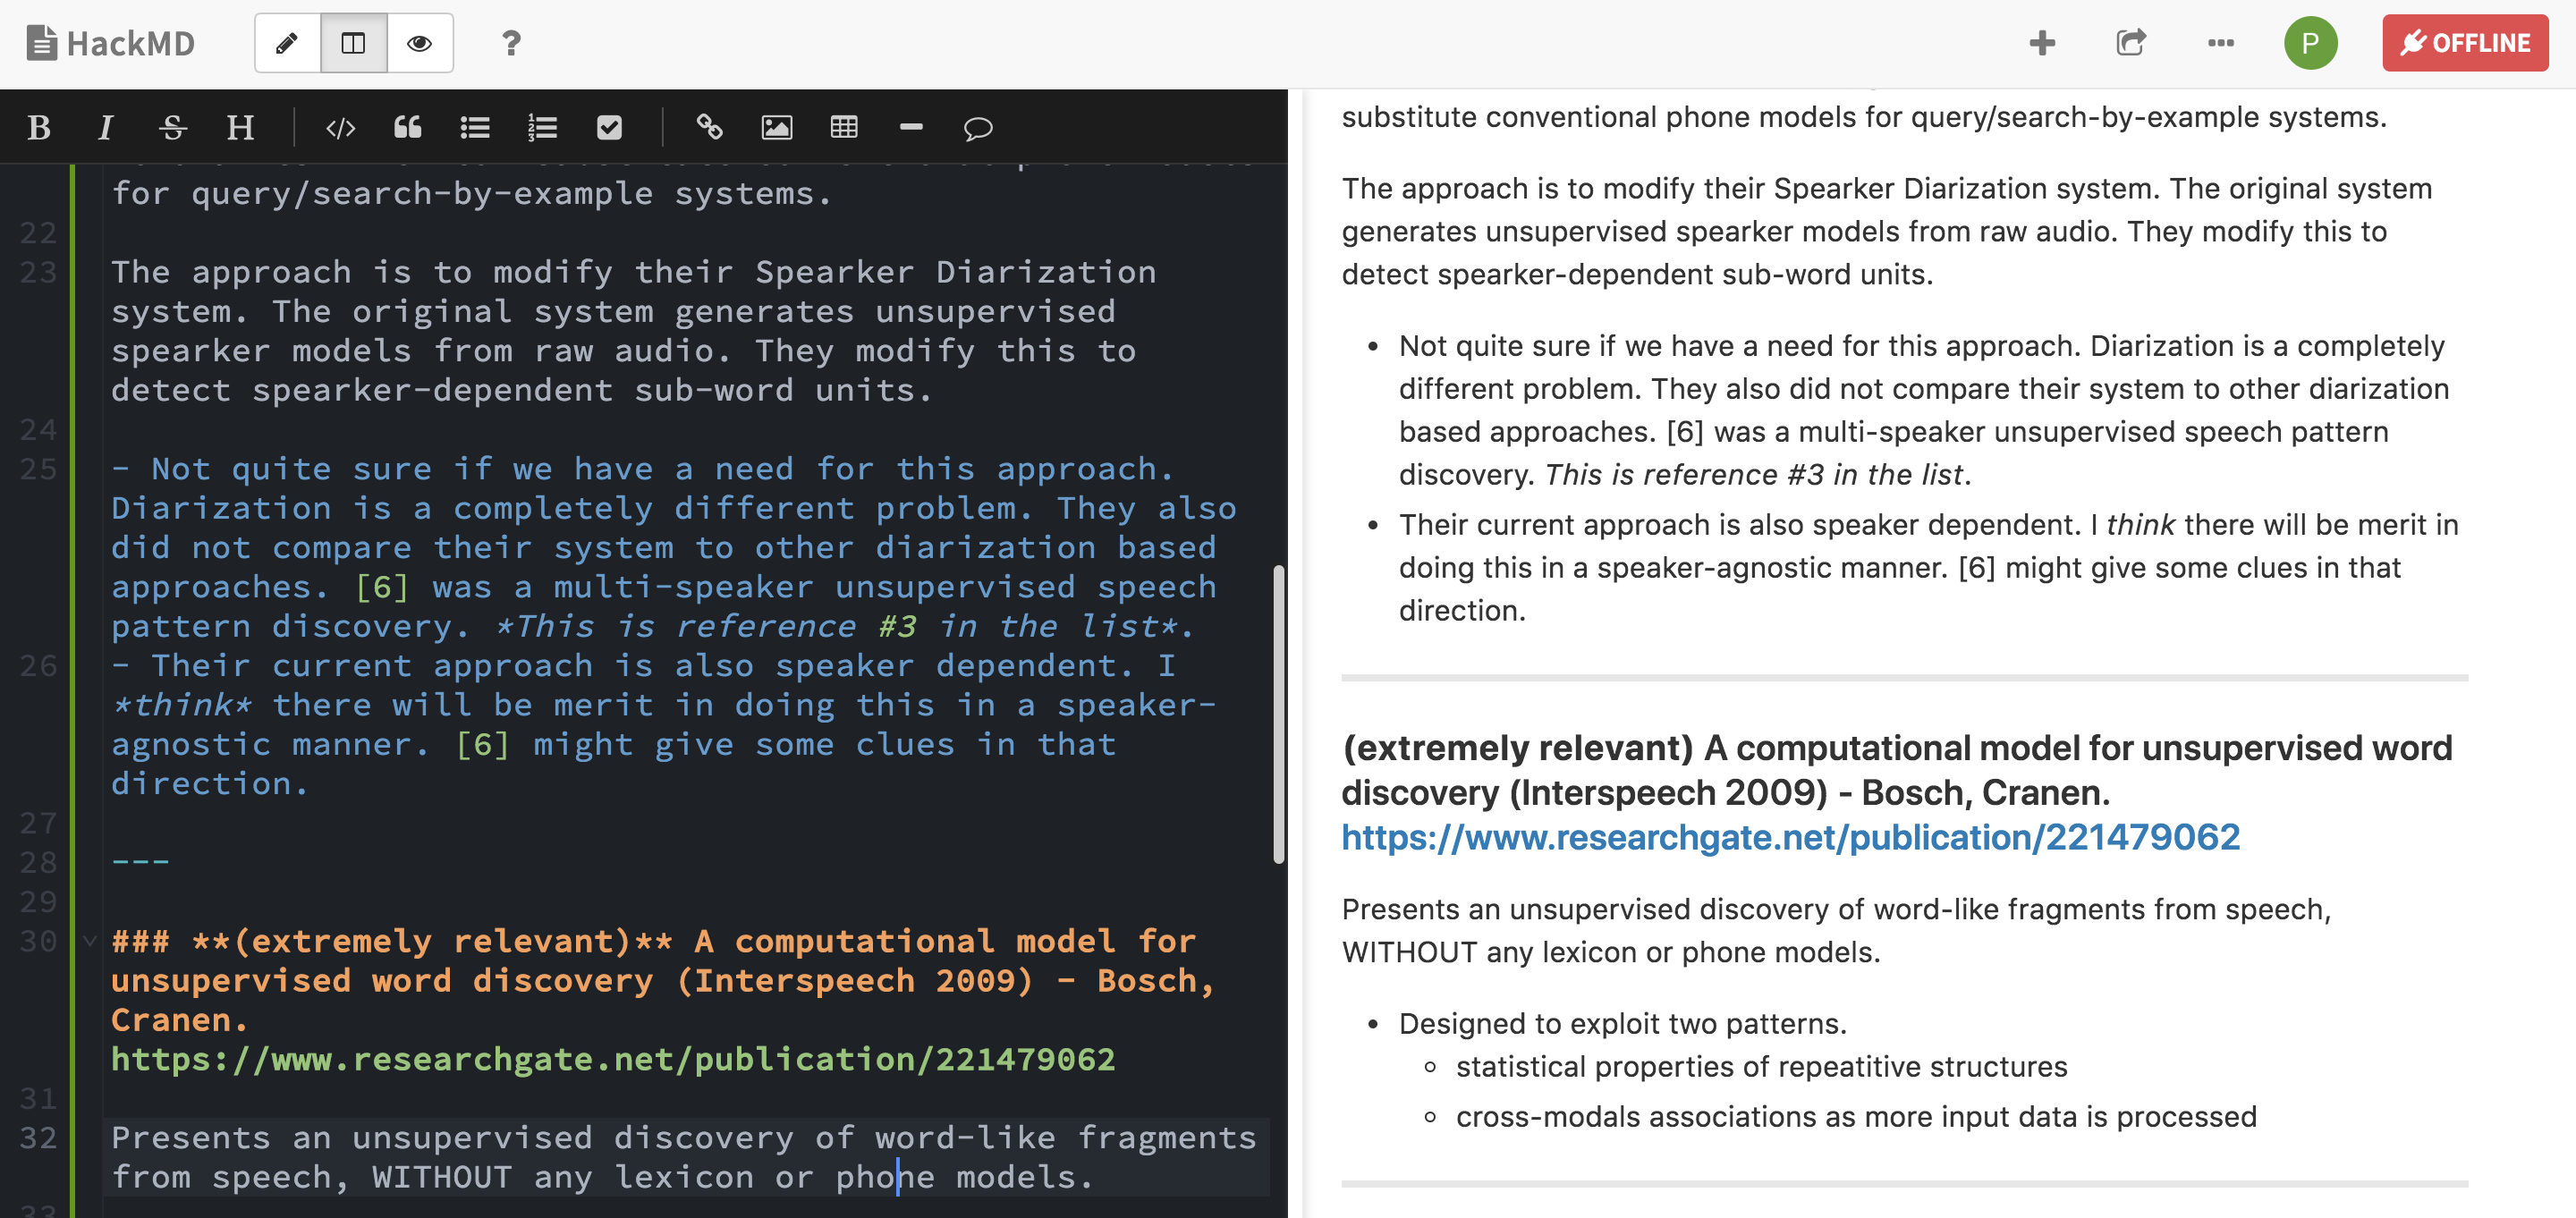 HackMD
?
P
OFFLINE
B I S H
for query/search-by-example systems.
22
23 The approach is to modify their Spearker Diarization
system. The original system generates unsupervised
spearker models from raw audio. They modify this to
detect spearker-dependent sub-word units.
24
25 - Not quite sure if we have a need for this approach.
Diarization is a completely different problem. They also
did not compare their system to other diarization based
approaches. [6] was a multi-speaker unsupervised speech
pattern discovery. *This is reference #3 in the list*.
26 - Their current approach is also speaker dependent. I
*think* there will be merit in doing this in a speaker-
agnostic manner. [6] might give some clues in that
direction.
27
28 ---
29
30 ### **(extremely relevant)** A computational model for
unsupervised word discovery (Interspeech 2009) - Bosch,
Cranen.
https://www.researchgate.net/publication/221479062
31
32 Presents an unsupervised discovery of word-like fragments
from speech, WITHOUT any lexicon or phone models.
33
substitute conventional phone models for query/search-by-example systems.
The approach is to modify their Spearker Diarization system. The original system
generates unsupervised spearker models from raw audio. They modify this to
detect spearker-dependent sub-word units.
• Not quite sure if we have a need for this approach. Diarization is a completely
different problem. They also did not compare their system to other diarization
based approaches. [6] was a multi-speaker unsupervised speech pattern
discovery. This is reference #3 in the list.
• Their current approach is also speaker dependent. I think there will be merit in
doing this in a speaker-agnostic manner. [6] might give some clues in that
direction.
(extremely relevant) A computational model for unsupervised word
discovery (Interspeech 2009) - Bosch, Cranen.
https://www.researchgate.net/publication/221479062
Presents an unsupervised discovery of word-like fragments from speech,
WITHOUT any lexicon or phone models.
• Designed to exploit two patterns.
◦ statistical properties of repeatitive structures
◦ cross-modals associations as more input data is processed